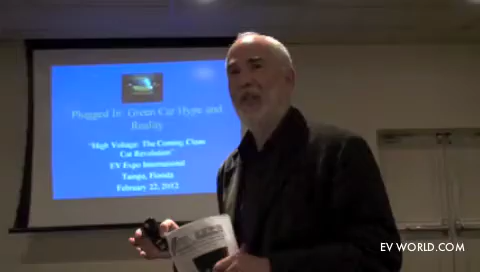 Plugged In: Green Car Hype and
Reality
"High Voltage: The Coming Clean
Car Revolution"
EV Expo International
Tampa, Florida
February 22, 2012
EV WORLD.COM